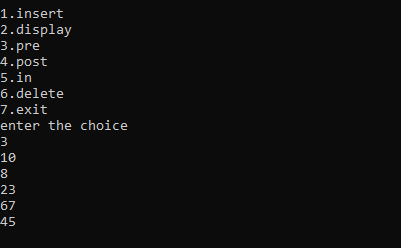 1.insert
2.display
3.pre
4.post
5.in
6.delete
7.exit
enter the choice
3
10
8
23
67
45